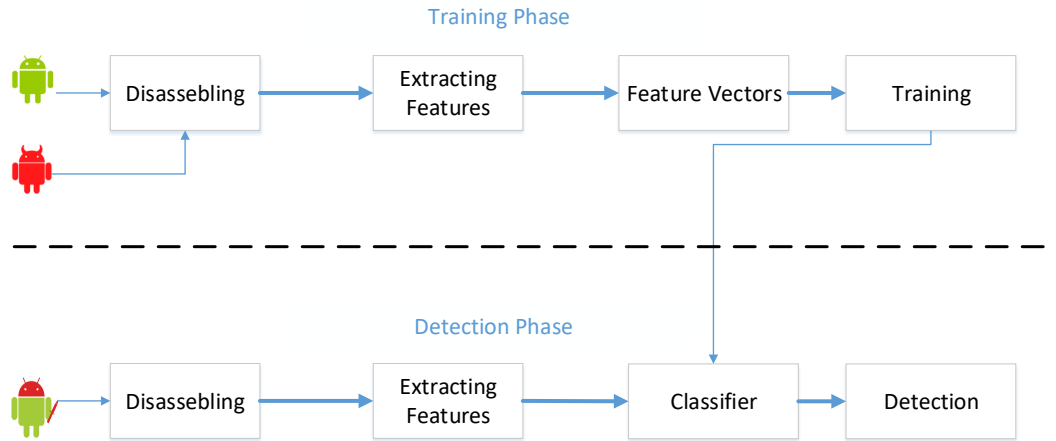 Training Phase
Disassebling
Extracting
Features
Feature Vectors
Training
Detection Phase
Disassebling
Extracting
Features
Classifier
Detection